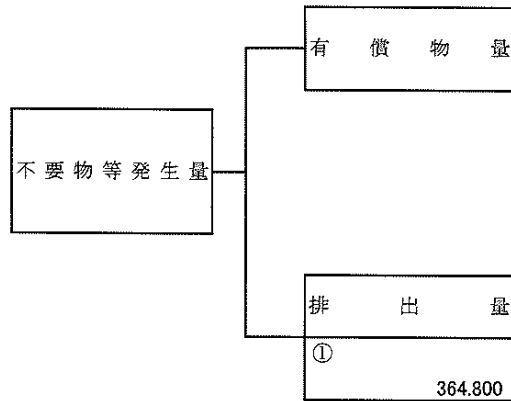 有償物量
不要物等発生量
排出量
①
364.800